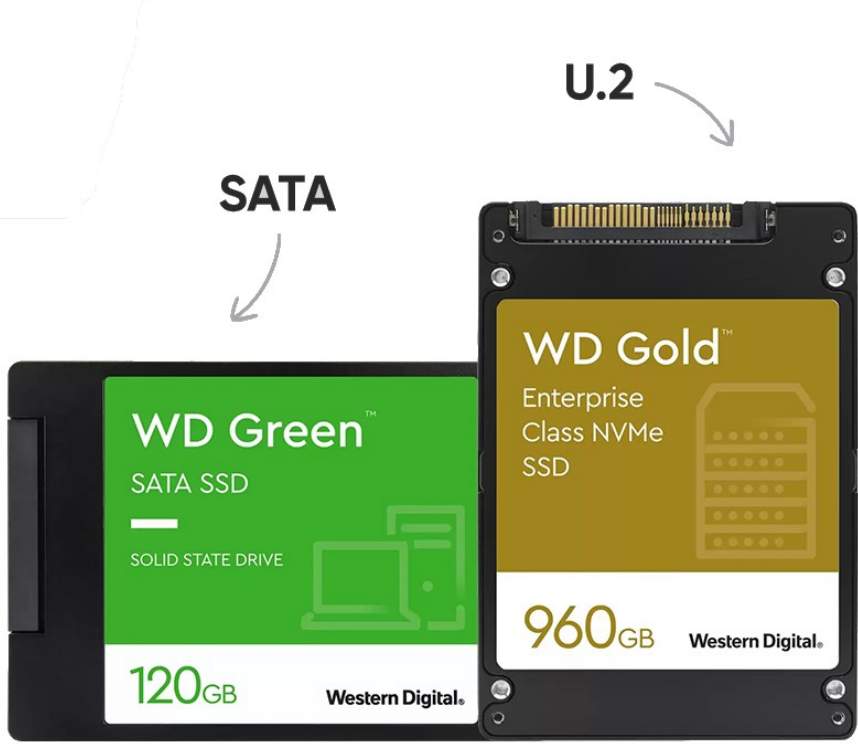 U.2
SATA
WD Green™
SATA SSD
SOLID STATE DRIVE
120GB
Western Digital®
WD Gold™
Enterprise
Class NVMe
SSD
960GB
Western Digital®